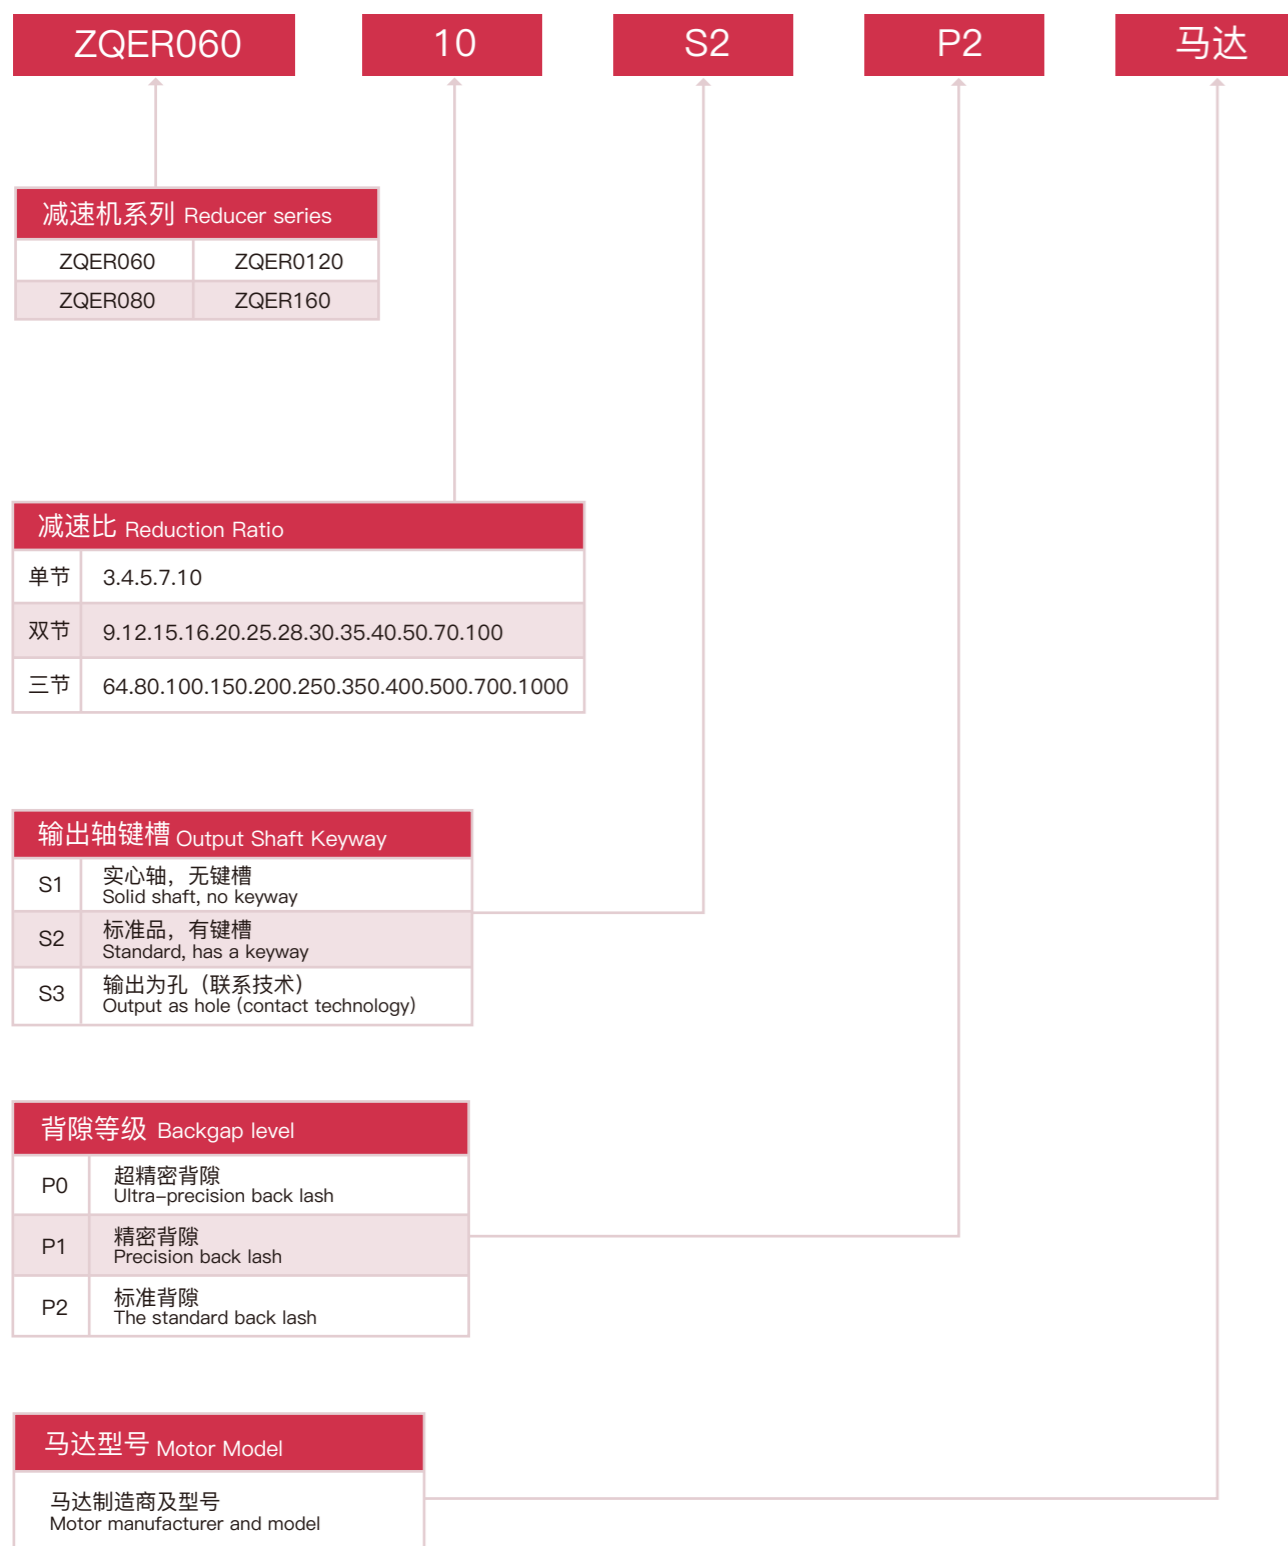 ZQER060 10 S2 P2 马达
减速机系列 Reducer series
ZQER060 ZQER0120
ZQER080 ZQER160
减速比 Reduction Ratio
单节 3.4.5.7.10
双节 9.12.15.16.20.25.28.30.35.40.50.70.100
三节 64.80.100.150.200.250.350.400.500.700.1000
输出轴键槽 Output Shaft Keyway
S1 实心轴，无键槽
Solid shaft, no keyway
S2 标准品，有键槽
Standard, has a keyway
S3 输出为孔（联系技术）
Output as hole (contact technology)
背隙等级 Backgap level
P0 超精密背隙
Ultra-precision back lash
P1 精密背隙
Precision back lash
P2 标准背隙
The standard back lash
马达型号 Motor Model
马达制造商及型号
Motor manufacturer and model